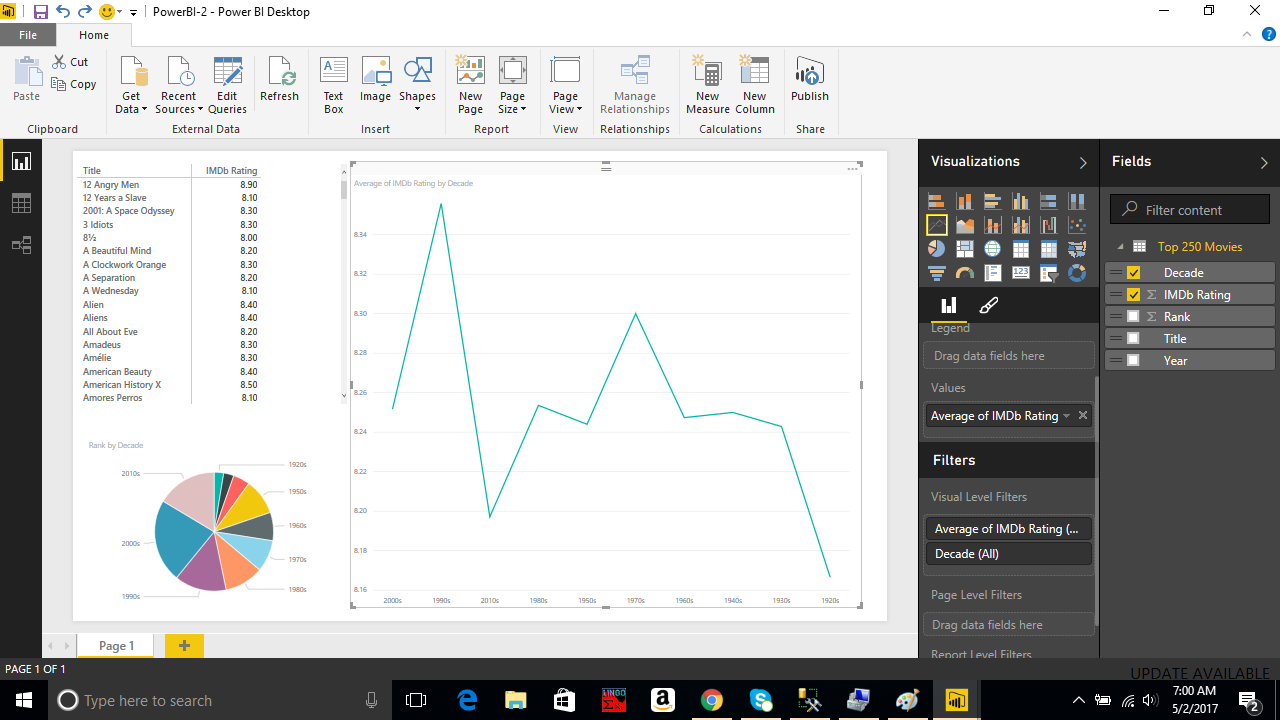 PowerBI-2 - Power BI Desktop
File
Home
Paste
Cut
Copy
Clipboard
Get Data
Recent Sources
Edit Queries
Refresh
External Data
Text Box
Image
Shapes
Insert
New Page
Page Size
Report
Page View
View
Manage Relationships
Relationships
New Measure
New Column
Calculations
Publish
Share
Title IMDb Rating
12 Angry Men 8.90
12 Years a Slave 8.10
2001: A Space Odyssey 8.30
3 Idiots 8.30
8½ 8.00
A Beautiful Mind 8.20
A Clockwork Orange 8.30
A Separation 8.20
A Wednesday 8.10
Alien 8.40
Aliens 8.40
All About Eve 8.20
Amadeus 8.30
Amélie 8.30
American Beauty 8.40
American History X 8.50
Amores Perros 8.10
Rank by Decade
2010s
2000s
1990s
1920s
1950s
1960s
1970s
1980s
Average of IMDb Rating by Decade
8.34
8.32
8.30
8.28
8.26
8.24
8.22
8.20
8.18
8.16
2000s 1990s 2010s 1980s 1950s 1970s 1960s 1940s 1930s 1920s
Visualizations
123
Legend
Drag data fields here
Values
Average of IMDb Rating
Filters
Visual Level Filters
Average of IMDb Rating (...
Decade (All)
Page Level Filters
Drag data fields here
Report Level Filters
Fields
Filter content
Top 250 Movies
Decade
Σ IMDb Rating
Σ Rank
Title
Year
Page 1
PAGE 1 OF 1
UPDATE AVAILABLE
Type here to search
LINGO
7:00 AM
5/2/2017
2